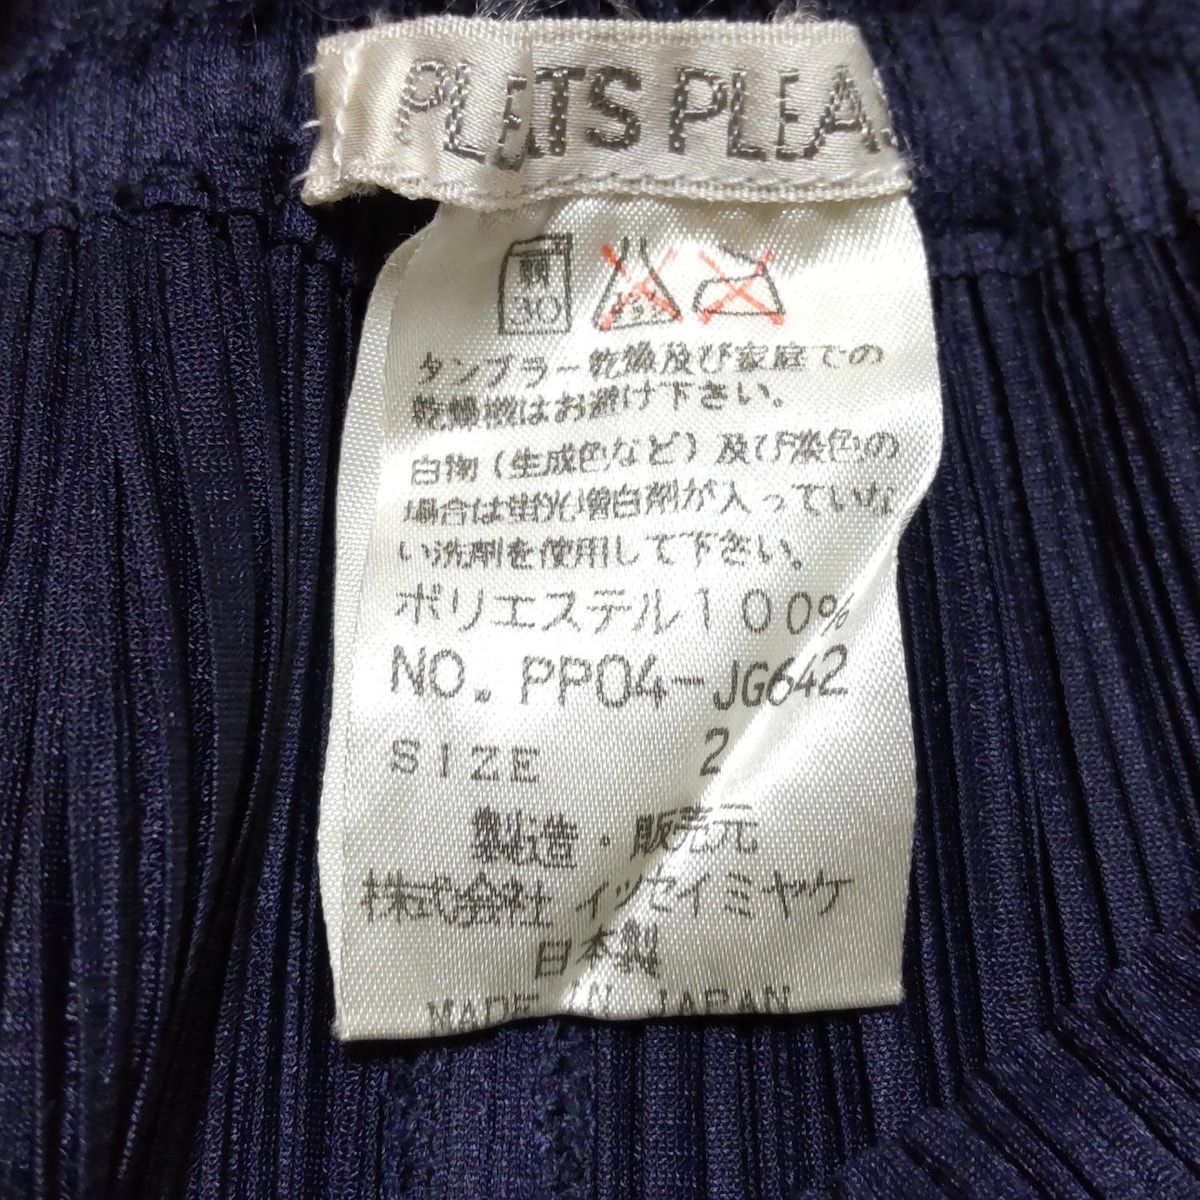 PLEATS PLEAS
弱
30
タンブラー乾燥及び家庭での
乾燥機はお避け下さい。
白物（生成色など）及び淡色の
場合は蛍光増白剤が入っていな
い洗剤を使用して下さい。
ポリエステル100%
NO. PP04-JG642
SIZE 2
製造・販売元
株式会社イッセイミヤケ
日本製
MADE IN JAPAN